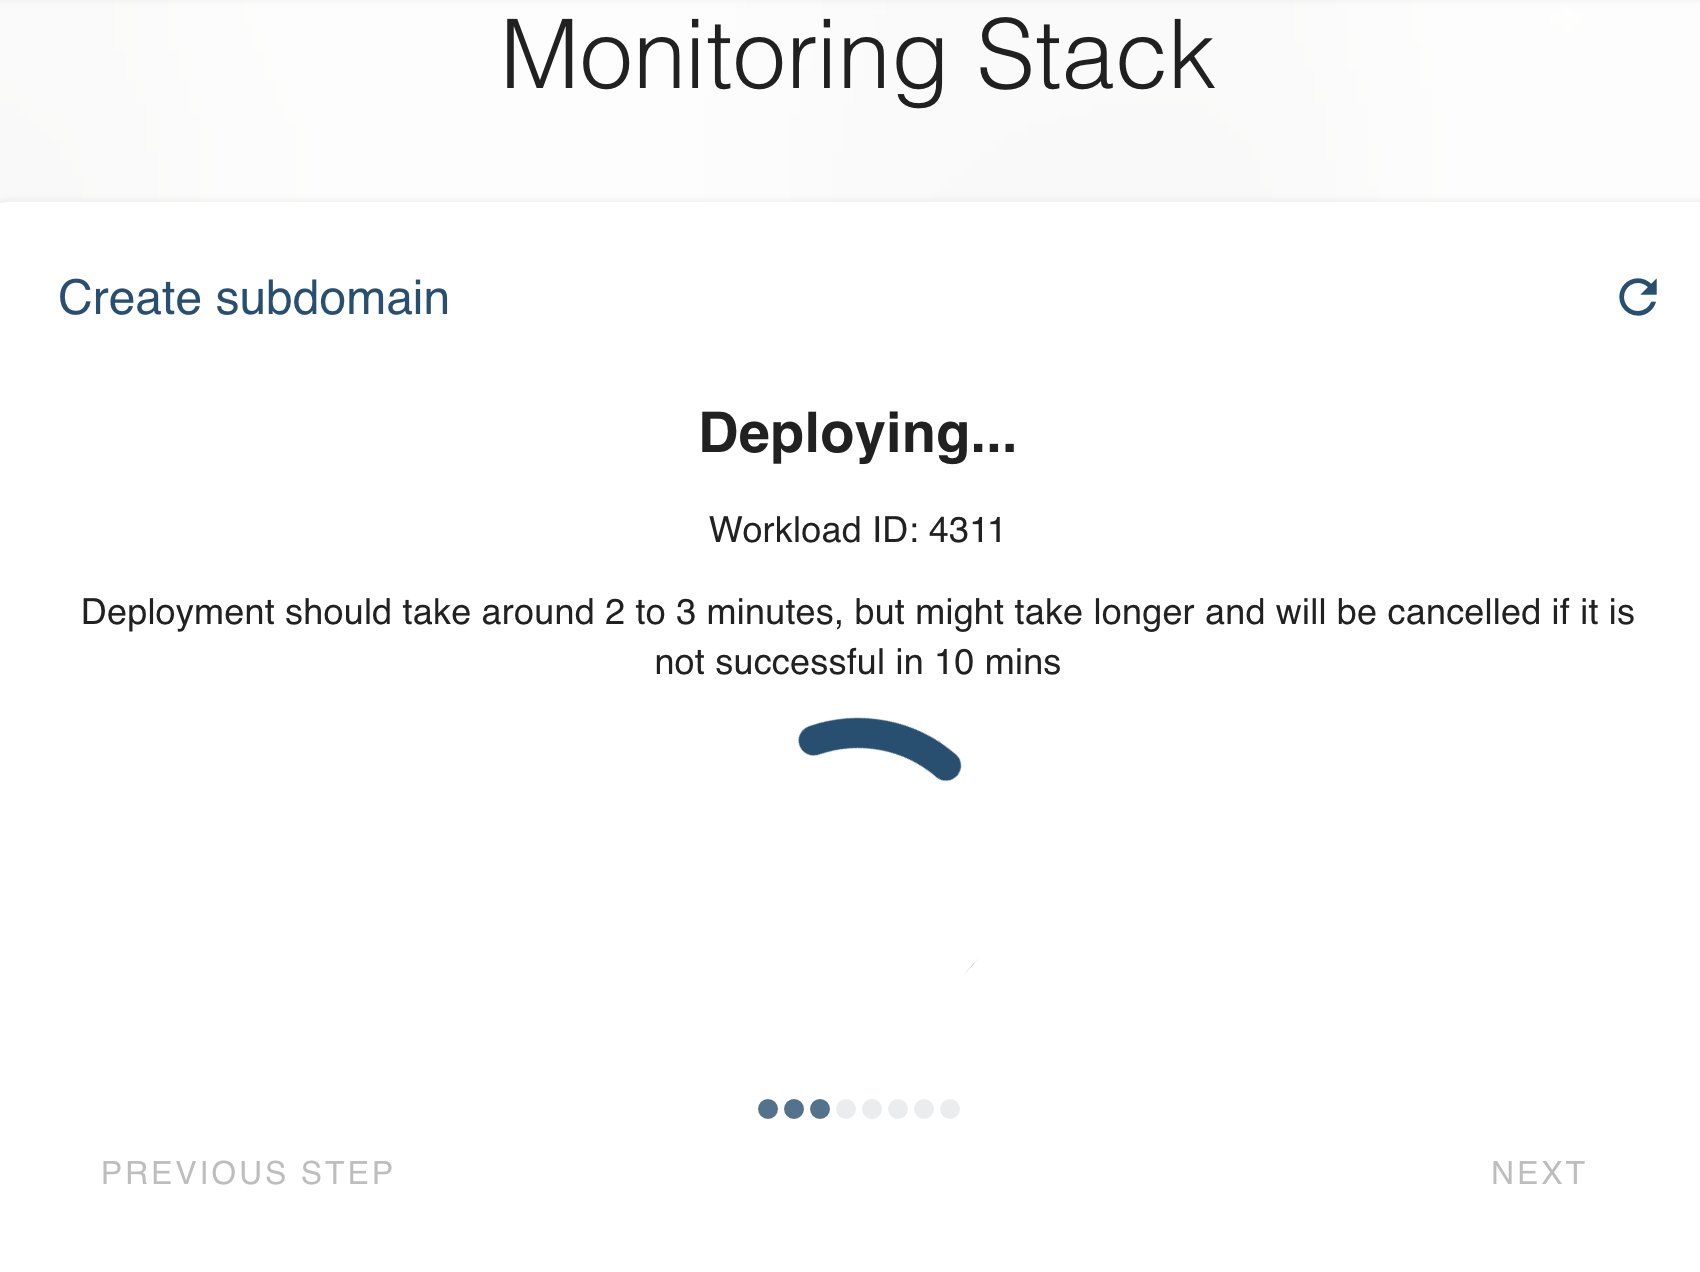 Monitoring Stack
Create subdomain
Deploying...
Workload ID: 4311
Deployment should take around 2 to 3 minutes, but might take longer and will be cancelled if it is
not successful in 10 mins
PREVIOUS STEP
NEXT